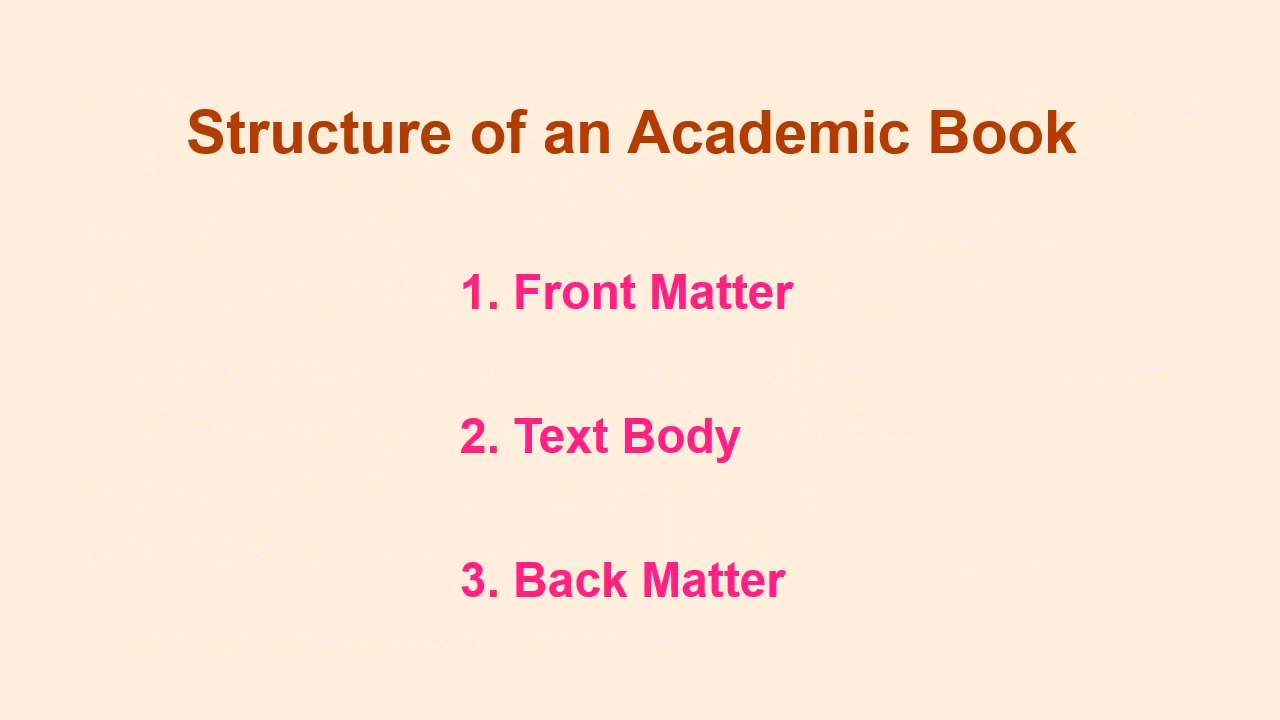 Structure of an Academic Book
1. Front Matter
2. Text Body
3. Back Matter